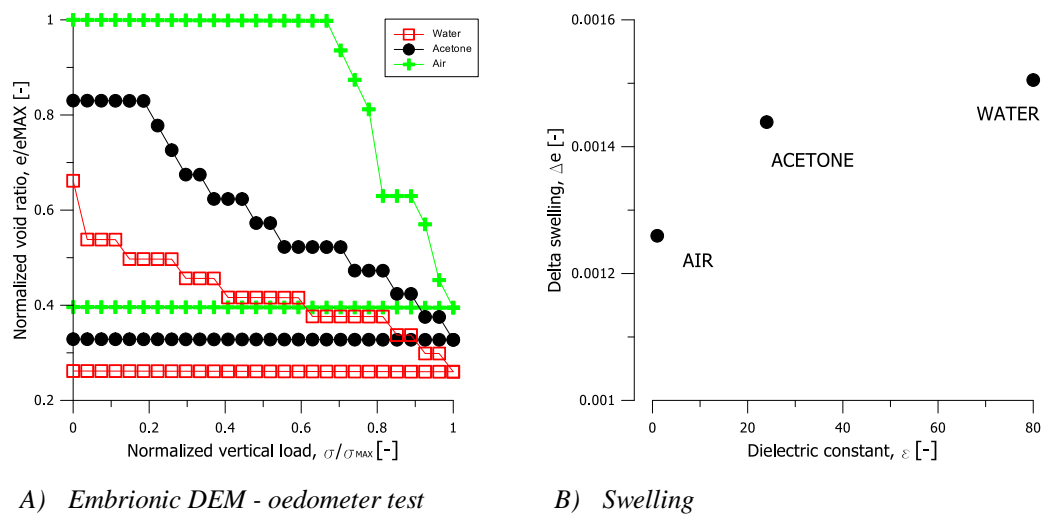 1
0.8
0.6
0.4
0.2
Normalized void ratio, e/eMAX [-]
Water
Acetone
Air
0 0.2 0.4 0.6 0.8 1
Normalized vertical load, σ/σMAX [-]
A) Embrionic DEM - oedometer test
0.0016
0.0014
0.0012
0.001
Delta swelling, Δe [-]
WATER
ACETONE
AIR
0 20 40 60 80
Dielectric constant, ε [-]
B) Swelling